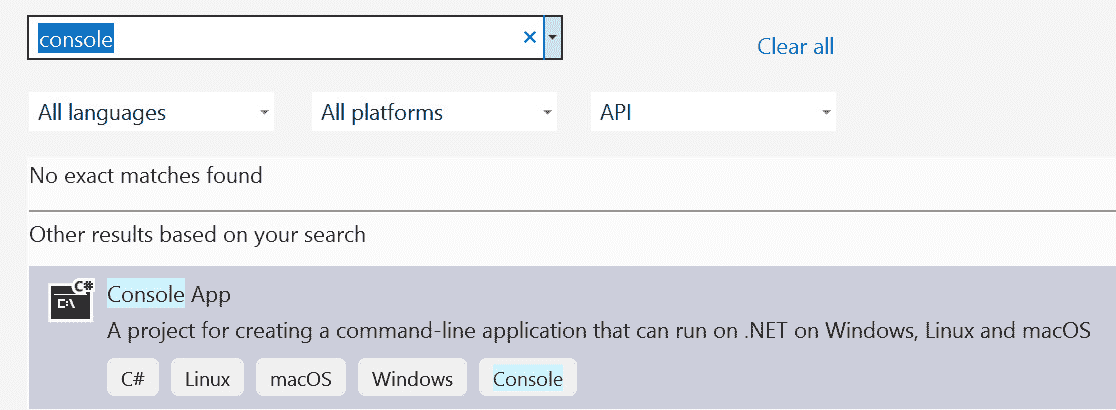 console
Clear all
All languages All platforms API
No exact matches found
Other results based on your search
C#
C:\
Console App
A project for creating a command-line application that can run on .NET on Windows, Linux and macOS
C# Linux macOS Windows Console